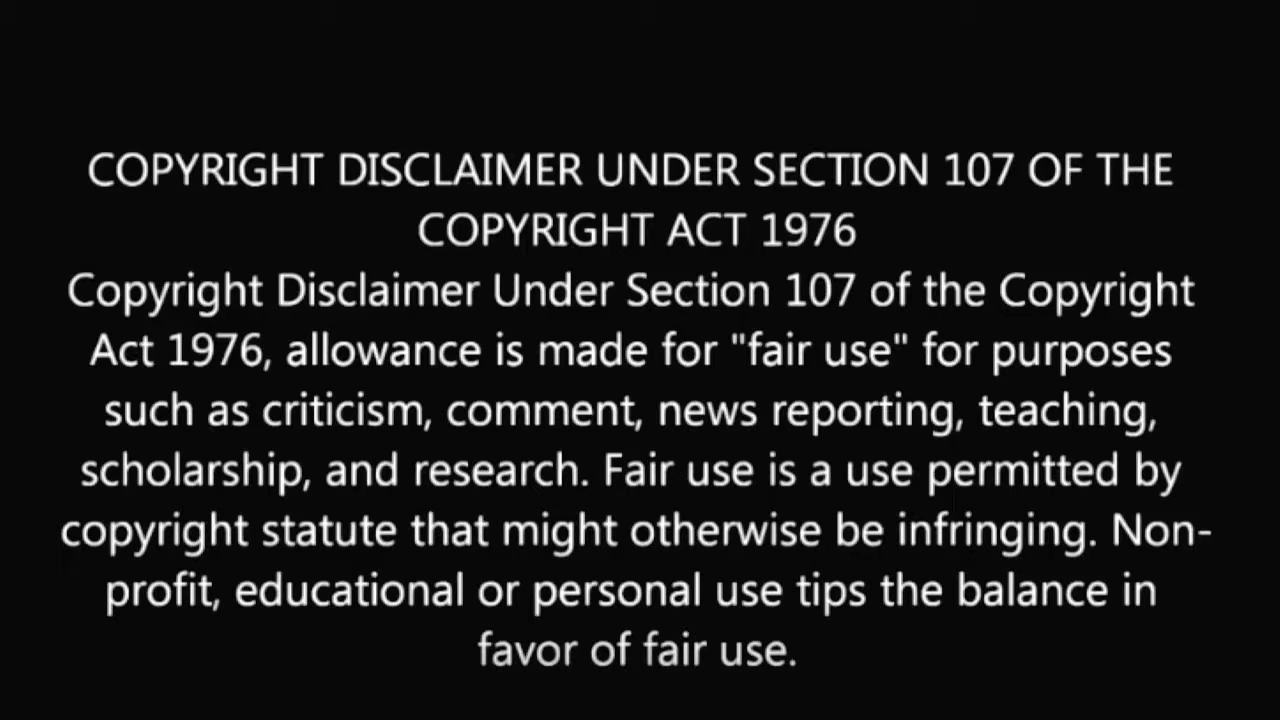 COPYRIGHT DISCLAIMER UNDER SECTION 107 OF THE
COPYRIGHT ACT 1976
Copyright Disclaimer Under Section 107 of the Copyright
Act 1976, allowance is made for "fair use" for purposes
such as criticism, comment, news reporting, teaching,
scholarship, and research. Fair use is a use permitted by
copyright statute that might otherwise be infringing. Non-
profit, educational or personal use tips the balance in
favor of fair use.